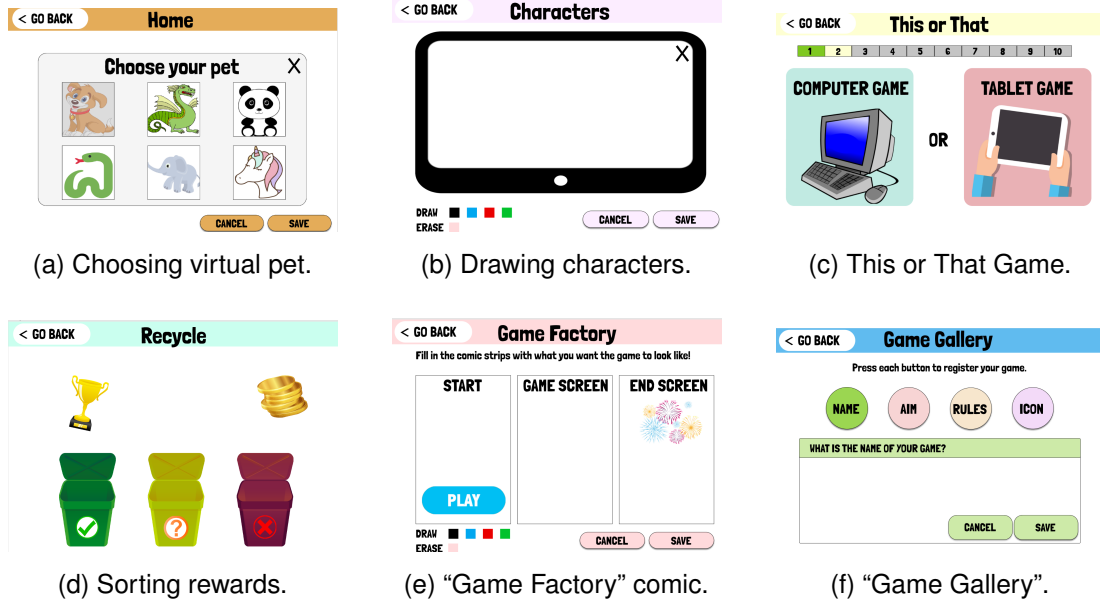 < GO BACK
Home
Choose your pet
X
CANCEL
SAVE
(a) Choosing virtual pet.
< GO BACK
Characters
X
DRAW
ERASE
CANCEL
SAVE
(b) Drawing characters.
< GO BACK
This or That
1 2 3 4 5 6 7 8 9 10
COMPUTER GAME
OR
TABLET GAME
(c) This or That Game.
< GO BACK
Recycle
(d) Sorting rewards.
< GO BACK
Game Factory
Fill in the comic strips with what you want the game to look like!
START
GAME SCREEN
END SCREEN
PLAY
DRAW
ERASE
CANCEL
SAVE
(e) “Game Factory” comic.
< GO BACK
Game Gallery
Press each button to register your game.
NAME
AIM
RULES
ICON
WHAT IS THE NAME OF YOUR GAME?
CANCEL
SAVE
(f) “Game Gallery”.